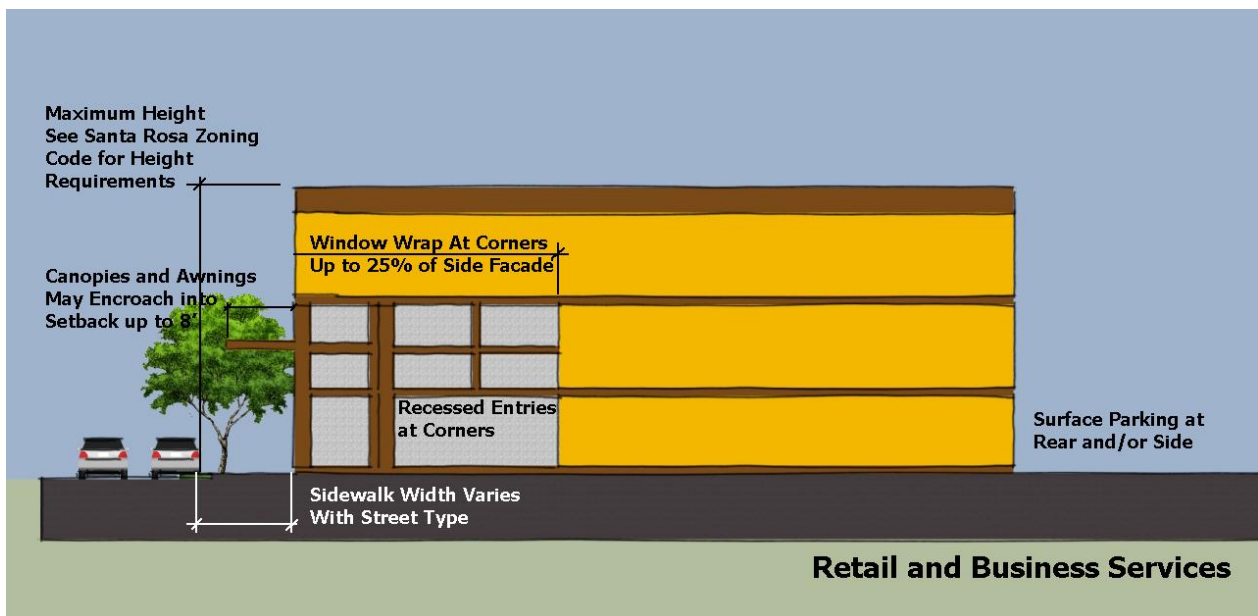 Maximum Height
See Santa Rosa Zoning
Code for Height
Requirements
Window Wrap At Corners
Up to 25% of Side Facade
Canopies and Awnings
May Encroach into
Setback up to 8'
Recessed Entries
at Corners
Surface Parking at
Rear and/or Side
Sidewalk Width Varies
With Street Type
Retail and Business Services